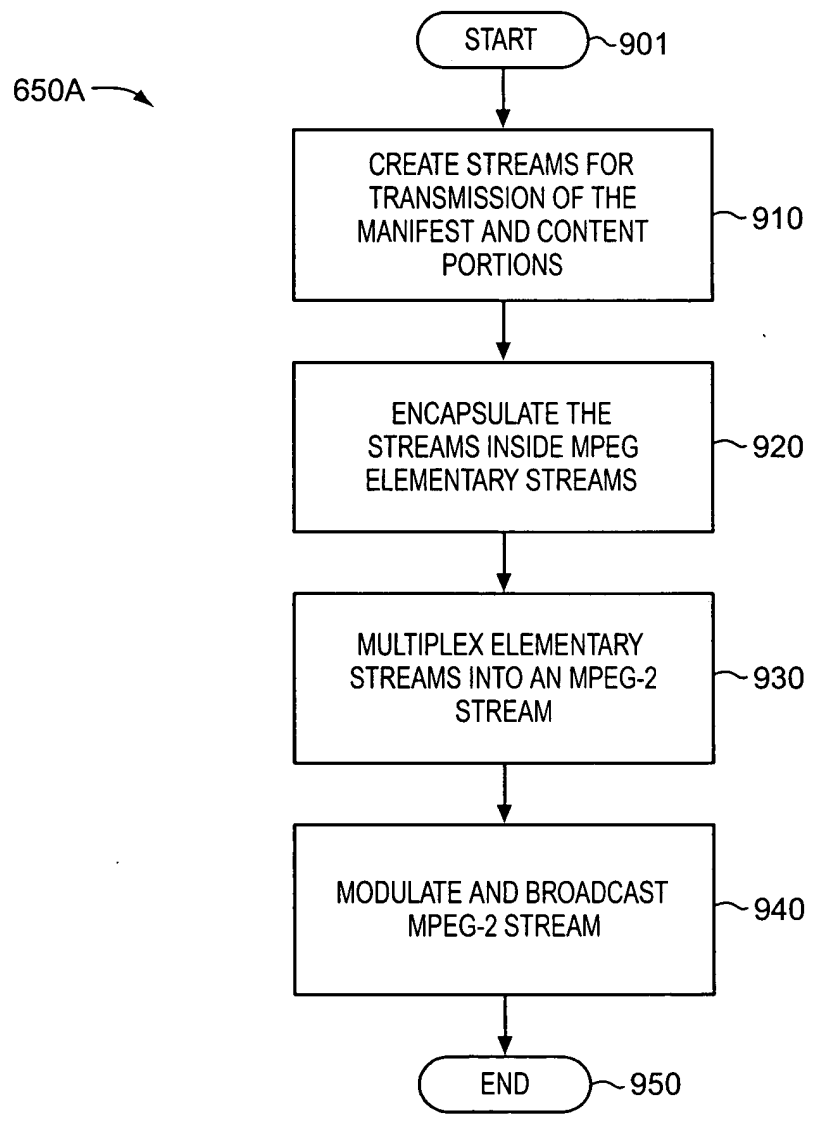 START
901
650A
CREATE STREAMS FOR
TRANSMISSION OF THE
MANIFEST AND CONTENT
PORTIONS
910
ENCAPSULATE THE
STREAMS INSIDE MPEG
ELEMENTARY STREAMS
920
MULTIPLEX ELEMENTARY
STREAMS INTO AN MPEG-2
STREAM
930
MODULATE AND BROADCAST
MPEG-2 STREAM
940
END
950